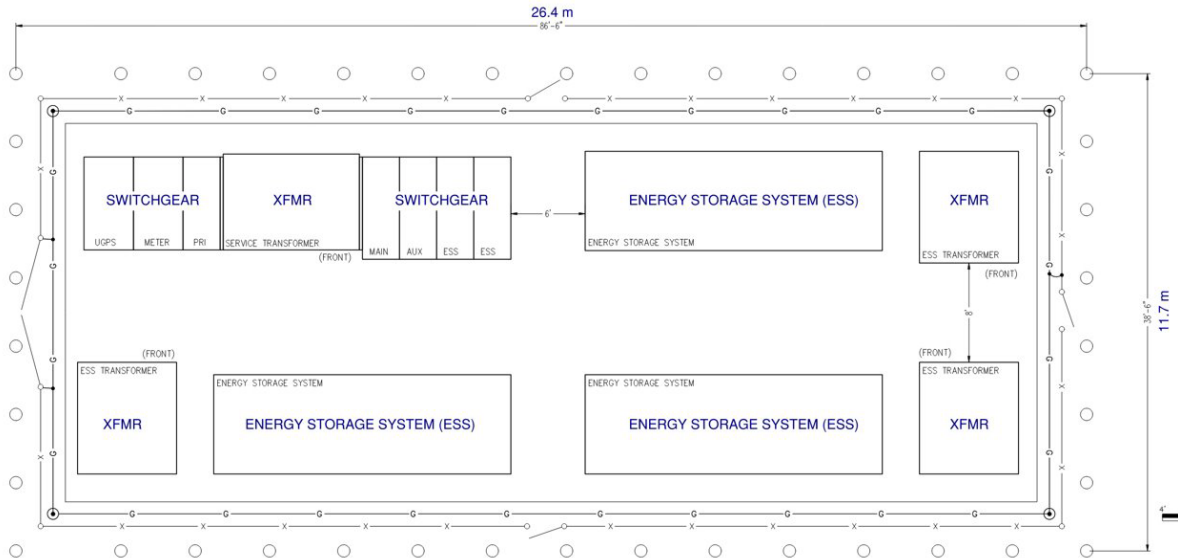 26.4 m
86'-6"
X X X X X X X X X X X X X
G G G G G G G G G G G
SWITCHGEAR XFMR SWITCHGEAR ENERGY STORAGE SYSTEM (ESS) XFMR
6'
UGPS METER PRI SERVICE TRANSFORMER MAIN AUX ESS ESS ENERGY STORAGE SYSTEM ESS TRANSFORMER
(FRONT) (FRONT)
8'
38'-6"
11.7 m
(FRONT) (FRONT)
ESS TRANSFORMER ENERGY STORAGE SYSTEM ENERGY STORAGE SYSTEM ESS TRANSFORMER
XFMR ENERGY STORAGE SYSTEM (ESS) ENERGY STORAGE SYSTEM (ESS) XFMR
4'
G G G G G G G G G G G
X X X X X X X X X X X X X